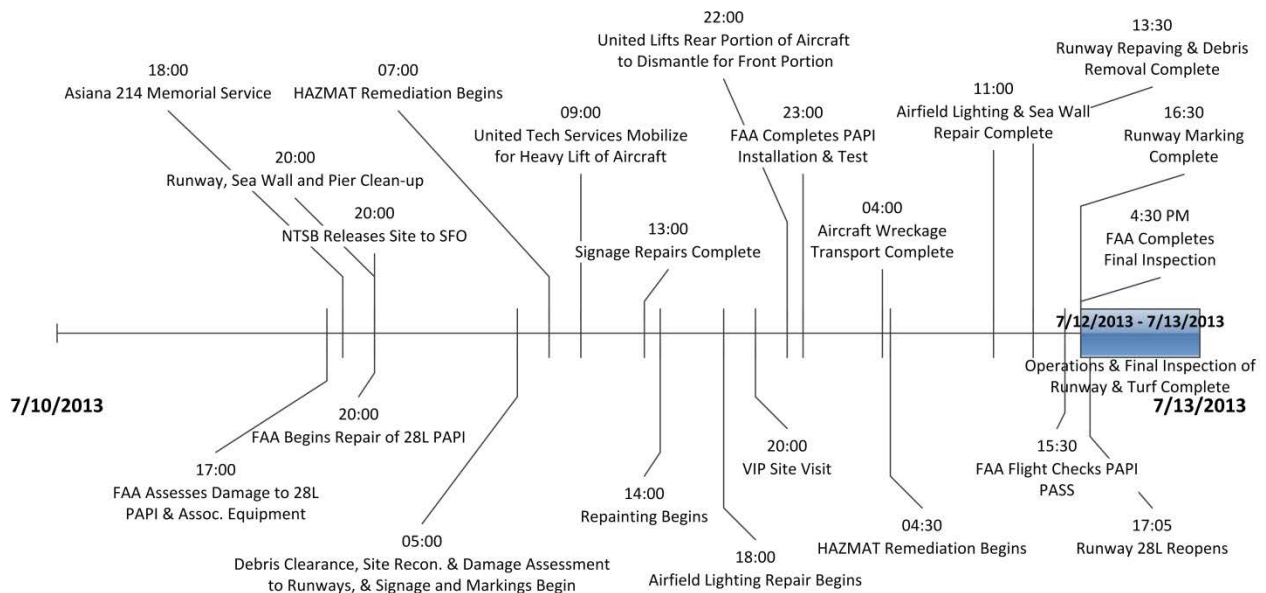 22:00
United Lifts Rear Portion of Aircraft
to Dismantle for Front Portion
13:30
Runway Repaving & Debris
Removal Complete
18:00
Asiana 214 Memorial Service
07:00
HAZMAT Remediation Begins
09:00
United Tech Services Mobilize
for Heavy Lift of Aircraft
23:00
FAA Completes PAPI
Installation & Test
11:00
Airfield Lighting & Sea Wall
Repair Complete
16:30
Runway Marking
Complete
20:00
Runway, Sea Wall and Pier Clean-up
20:00
NTSB Releases Site to SFO
13:00
Signage Repairs Complete
04:00
Aircraft Wreckage
Transport Complete
4:30 PM
FAA Completes
Final Inspection
7/12/2013 - 7/13/2013
Operations & Final Inspection of
Runway & Turf Complete
7/10/2013
7/13/2013
20:00
FAA Begins Repair of 28L PAPI
17:00
FAA Assesses Damage to 28L
PAPI & Assoc. Equipment
05:00
Debris Clearance, Site Recon. & Damage Assessment
to Runways, & Signage and Markings Begin
14:00
Repainting Begins
18:00
Airfield Lighting Repair Begins
20:00
VIP Site Visit
04:30
HAZMAT Remediation Begins
15:30
FAA Flight Checks PAPI
PASS
17:05
Runway 28L Reopens